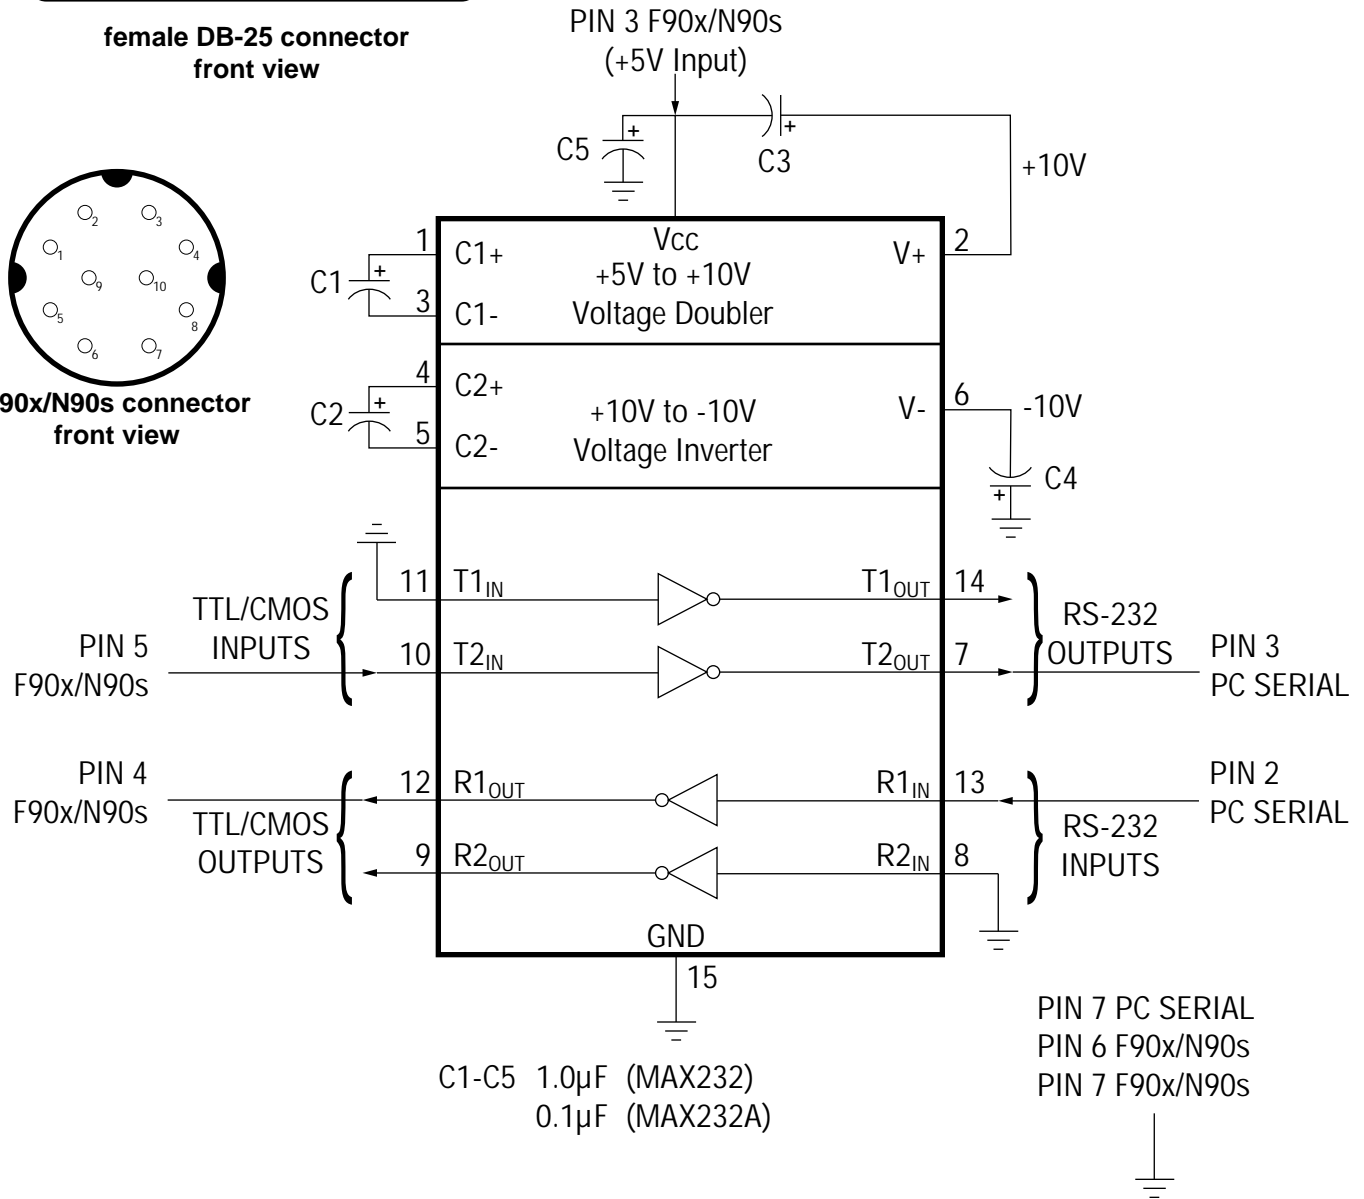 female DB-25 connector
front view
PIN 3 F90x/N90s
(+5V Input)
C5
+
+
C3
+10V
2
3
1
4
9
10
5
8
6
7
90x/N90s connector
front view
1
C1+
Vcc
+5V to +10V
Voltage Doubler
V+
2
C1
+
3
C1-
4
C2+
C2
+
5
C2-
+10V to -10V
Voltage Inverter
V-
6
-10V
C4
+
TTL/CMOS
INPUTS
11
T1IN
T1OUT
14
RS-232
OUTPUTS
PIN 5
F90x/N90s
10
T2IN
T2OUT
7
PIN 3
PC SERIAL
PIN 4
F90x/N90s
12
R1OUT
R1IN
13
PIN 2
PC SERIAL
TTL/CMOS
OUTPUTS
9
R2OUT
R2IN
8
RS-232
INPUTS
GND
15
C1-C5 1.0µF (MAX232)
0.1µF (MAX232A)
PIN 7 PC SERIAL
PIN 6 F90x/N90s
PIN 7 F90x/N90s